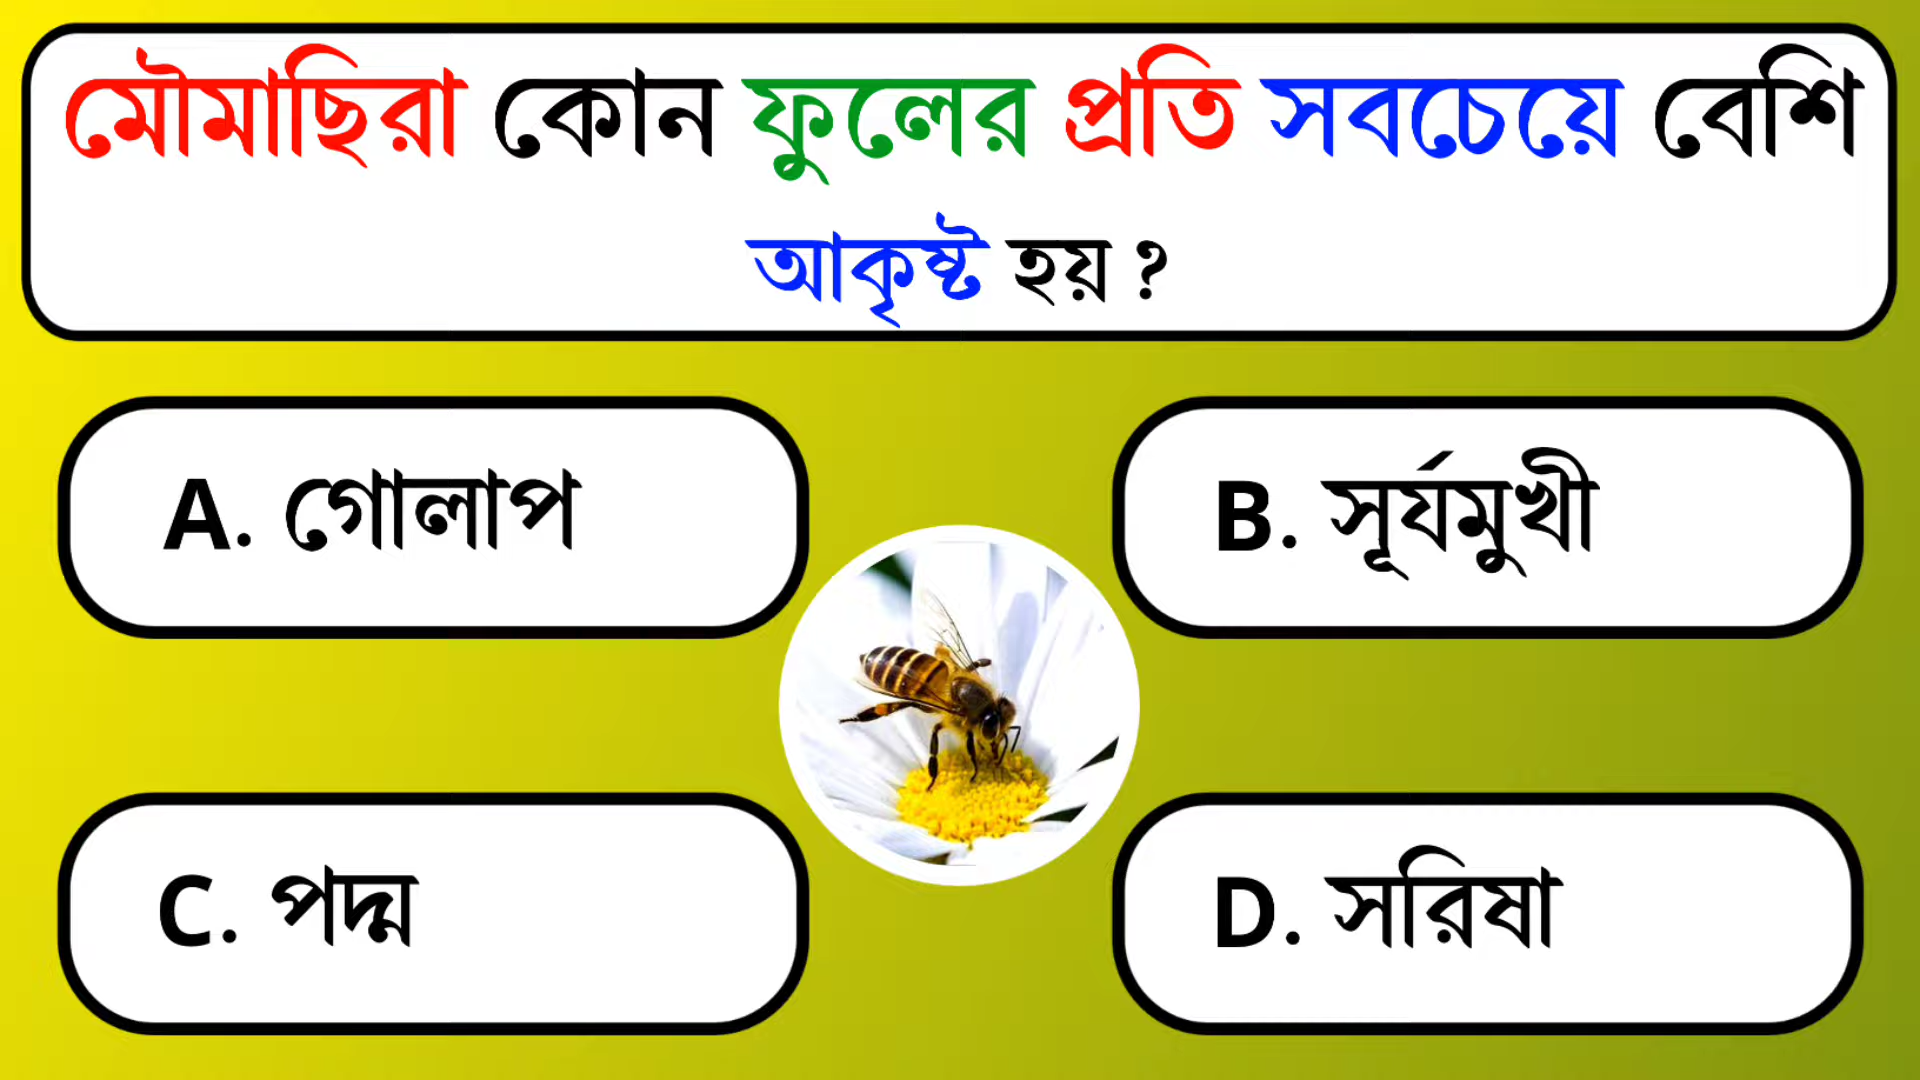 মৌমাছিরা কোন ফুলের প্রতি সবচেয়ে বেশি
আকৃষ্ট হয় ?
A. গোলাপ
B. সূর্যমুখী
C. পদ্ম
D. সরিষা